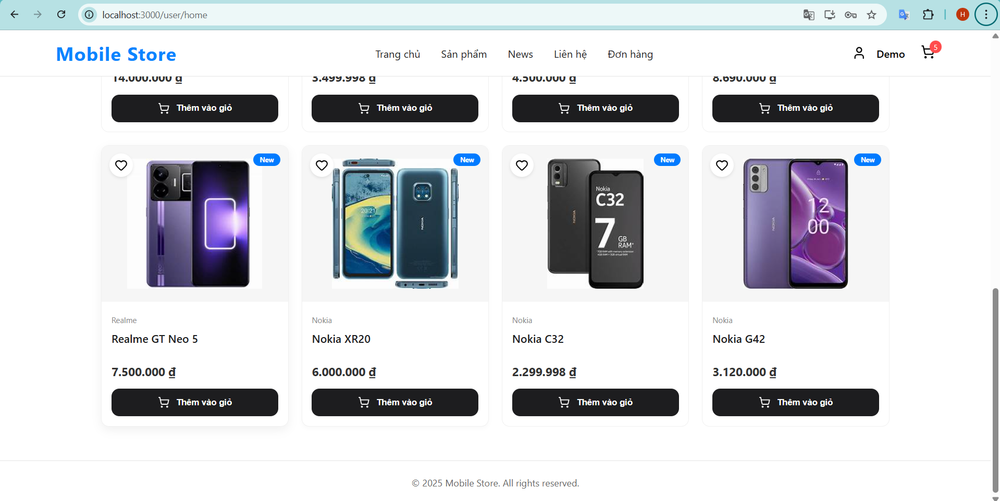 localhost:3000/user/home
H
Mobile Store
Trang chủ
Sản phẩm
News
Liên hệ
Đơn hàng
Demo
5
14.000.000 ₫
3.499.998 ₫
4.500.000 ₫
8.690.000 ₫
Thêm vào giỏ
Thêm vào giỏ
Thêm vào giỏ
Thêm vào giỏ
New
New
New
New
20:21
NOKIA
NOKIA
Nokia
C32
7
GB
RAM*
NOKIA
12
00
Realme
Nokia
Nokia
Nokia
Realme GT Neo 5
Nokia XR20
Nokia C32
Nokia G42
7.500.000 ₫
6.000.000 ₫
2.299.998 ₫
3.120.000 ₫
Thêm vào giỏ
Thêm vào giỏ
Thêm vào giỏ
Thêm vào giỏ
© 2025 Mobile Store. All rights reserved.